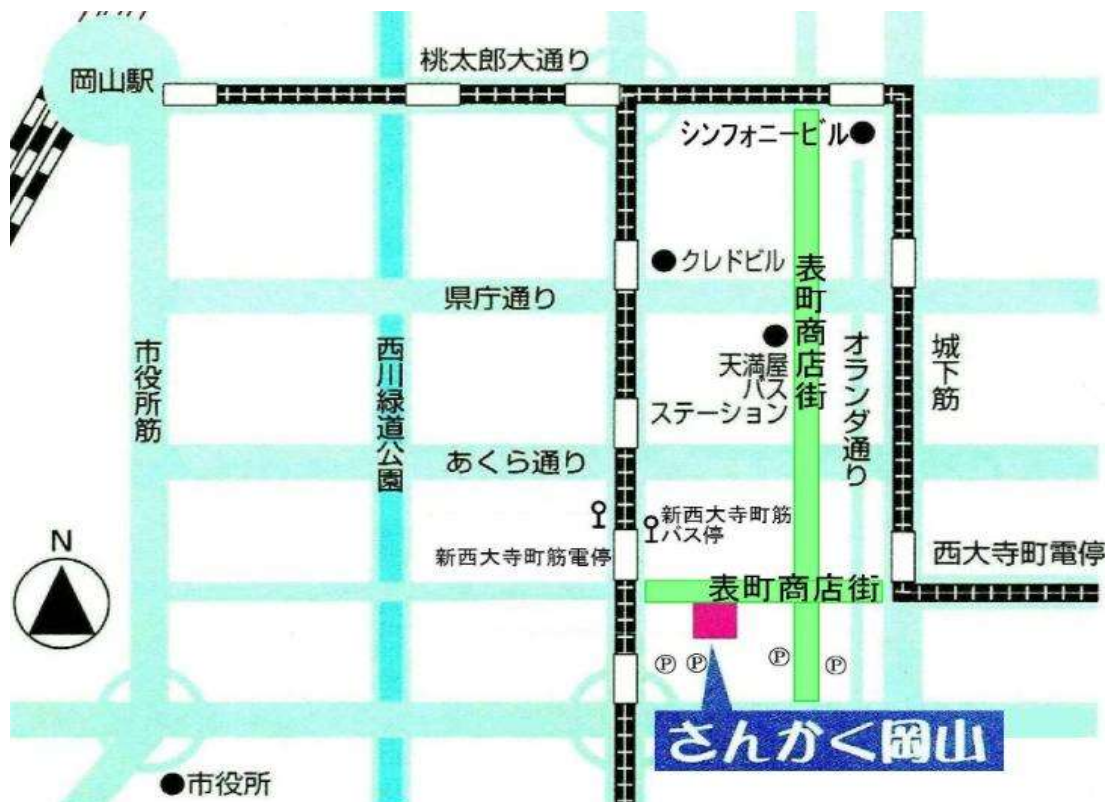 桃太郎大通り
岡山駅
シンフォニービル
クレドビル
表町商店街
県庁通り
市役所筋
西川緑道公園
天満屋
バス
ステーション
オランダ通り
城下筋
あくら通り
新西大寺町筋
バス停
新西大寺町筋電停
西大寺町電停
N
表町商店街
Ⓟ Ⓟ Ⓟ Ⓟ
さんかく岡山
市役所